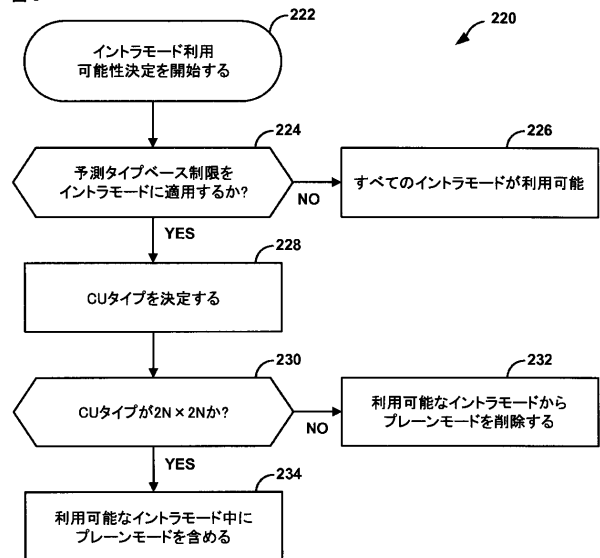 222
220
イントラモード利用
可能性決定を開始する
224
226
予測タイプベース制限を
イントラモードに適用するか?
すべてのイントラモードが利用可能
NO
YES
228
CUタイプを決定する
230
232
CUタイプが2N×2Nか?
利用可能なイントラモードから
プレーンモードを削除する
NO
YES
234
利用可能なイントラモード中に
プレーンモードを含める